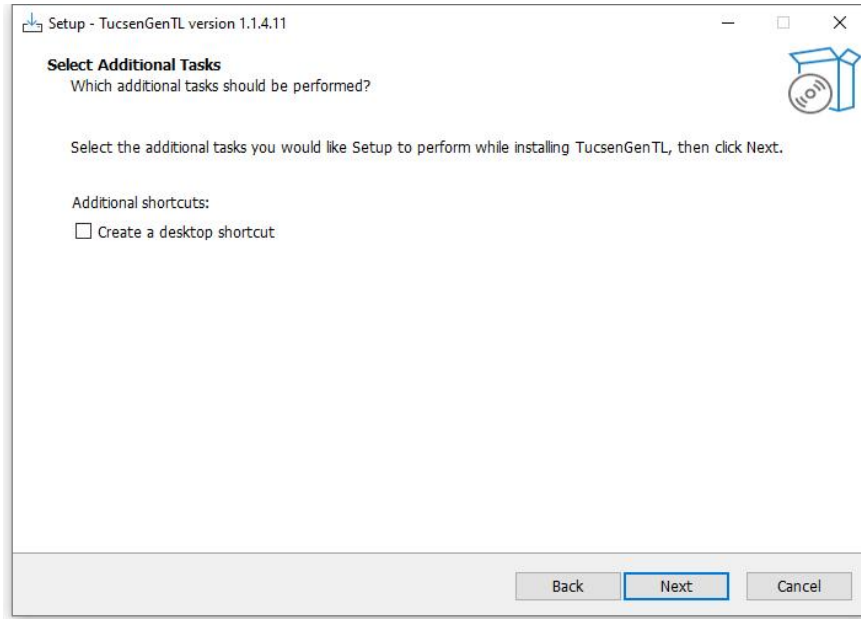 Setup - TucsenGenTL version 1.1.4.11
Select Additional Tasks
Which additional tasks should be performed?
Select the additional tasks you would like Setup to perform while installing TucsenGenTL, then click Next.
Additional shortcuts:
Create a desktop shortcut
Back Next Cancel